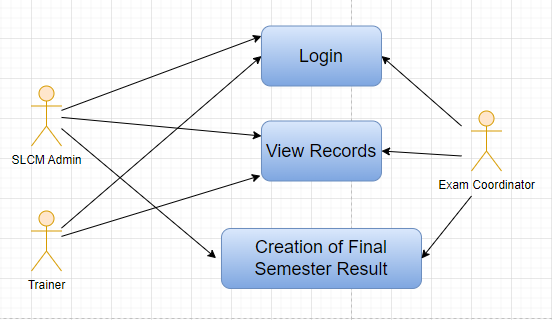 Login
SLCM Admin
View Records
Exam Coordinator
Creation of Final
Semester Result
Trainer